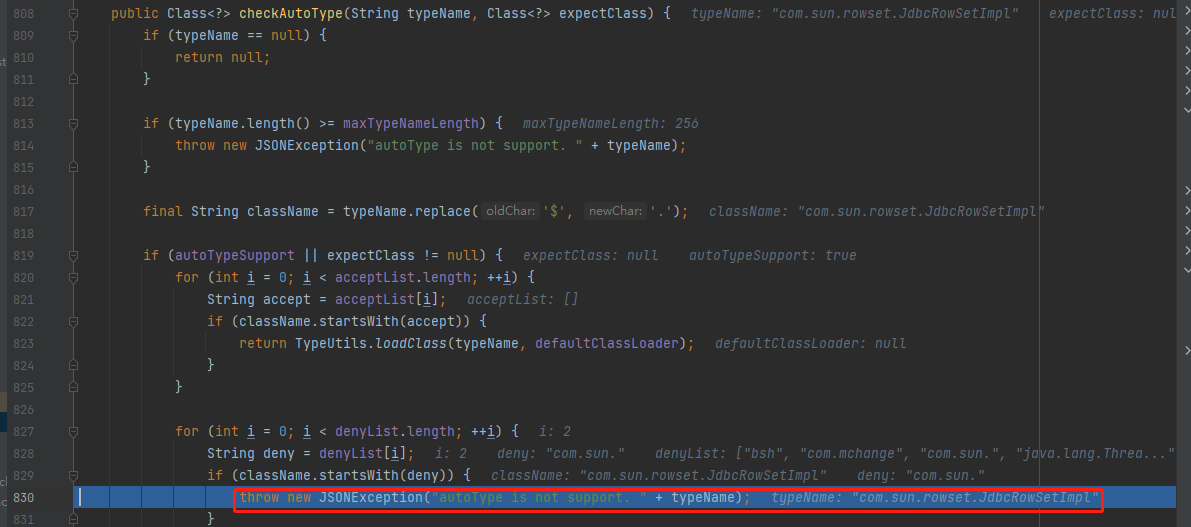 808 public Class<?> checkAutoType(String typeName, Class<?> expectClass) { typeName: "com.sun.rowset.JdbcRowSetImpl" expectClass: nul
809 if (typeName == null) {
810 return null;
811 }
812
813 if (typeName.length() >= maxTypeNameLength) { maxTypeNameLength: 256
814 throw new JSONException("autoType is not support. " + typeName);
815 }
816
817 final String className = typeName.replace( oldChar: '$', newChar: '.'); className: "com.sun.rowset.JdbcRowSetImpl"
818
819 if (autoTypeSupport || expectClass != null) { expectClass: null autoTypeSupport: true
820 for (int i = 0; i < acceptList.length; ++i) {
821 String accept = acceptList[i]; acceptList: []
822 if (className.startsWith(accept)) {
823 return TypeUtils.loadClass(typeName, defaultClassLoader); defaultClassLoader: null
824 }
825 }
826
827 for (int i = 0; i < denyList.length; ++i) { i: 2
828 String deny = denyList[i]; i: 2 deny: "com.sun." denyList: ["bsh", "com.mchange", "com.sun.", "java.lang.Threa..."
829 if (className.startsWith(deny)) { className: "com.sun.rowset.JdbcRowSetImpl" deny: "com.sun."
830 throw new JSONException("autoType is not support. " + typeName); typeName: "com.sun.rowset.JdbcRowSetImpl"
831 }